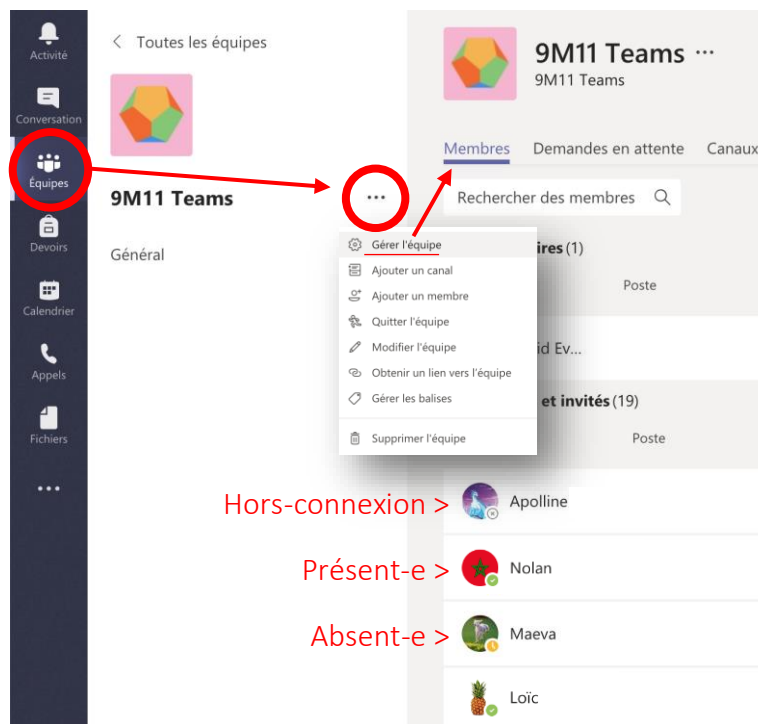 Activité
Conversation
Équipes
Devoirs
Calendrier
Appels
Fichiers
Toutes les équipes
9M11 Teams
Général
Gérer l'équipe
Ajouter un canal
Ajouter un membre
Quitter l'équipe
Modifier l'équipe
Obtenir un lien vers l'équipe
Gérer les balises
Supprimer l'équipe
9M11 Teams
9M11 Teams
Membres Demandes en attente Canaux
Rechercher des membres
ires (1)
Poste
id Ev...
et invités (19)
Poste
Hors-connexion > Apolline
Présent-e > Nolan
Absent-e > Maeva
Loïc